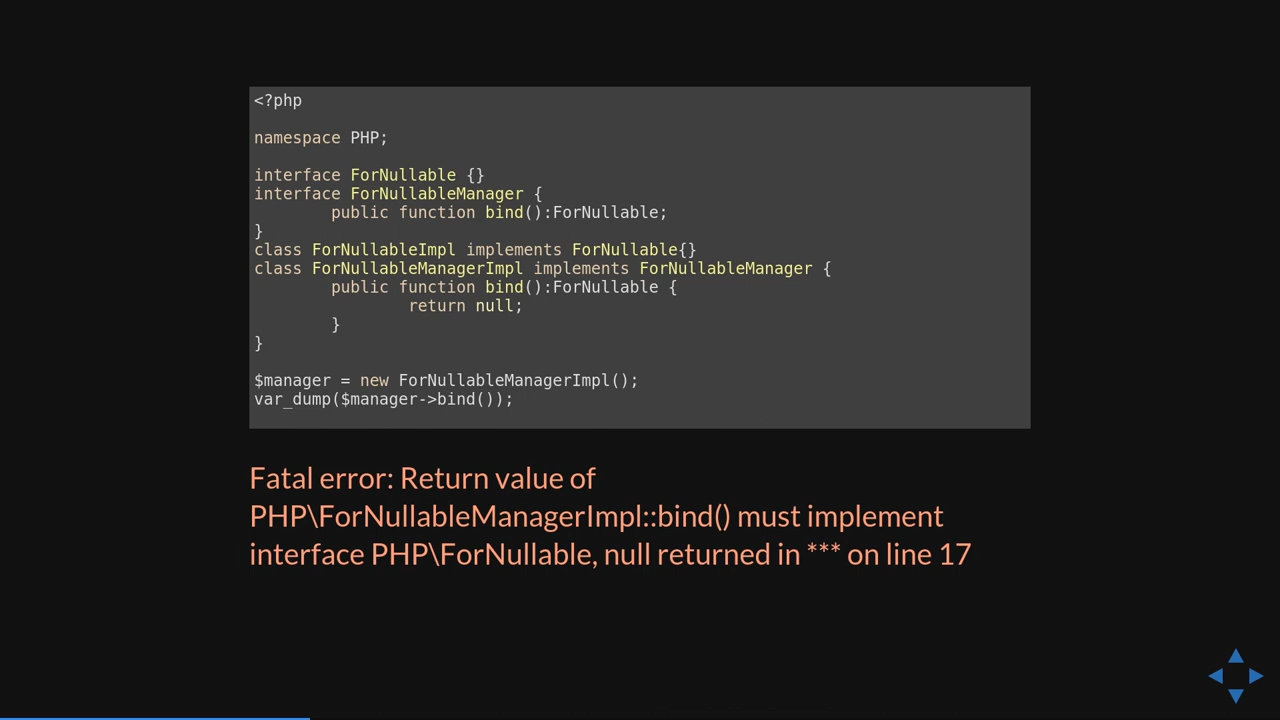 <?php
namespace PHP;
interface ForNullable {}
interface ForNullableManager {
public function bind():ForNullable;
}
class ForNullableImpl implements ForNullable{}
class ForNullableManagerImpl implements ForNullableManager {
public function bind():ForNullable {
return null;
}
}
$manager = new ForNullableManagerImpl();
var_dump($manager->bind());
Fatal error: Return value of
PHP\ForNullableManagerImpl::bind() must implement
interface PHP\ForNullable, null returned in *** on line 17